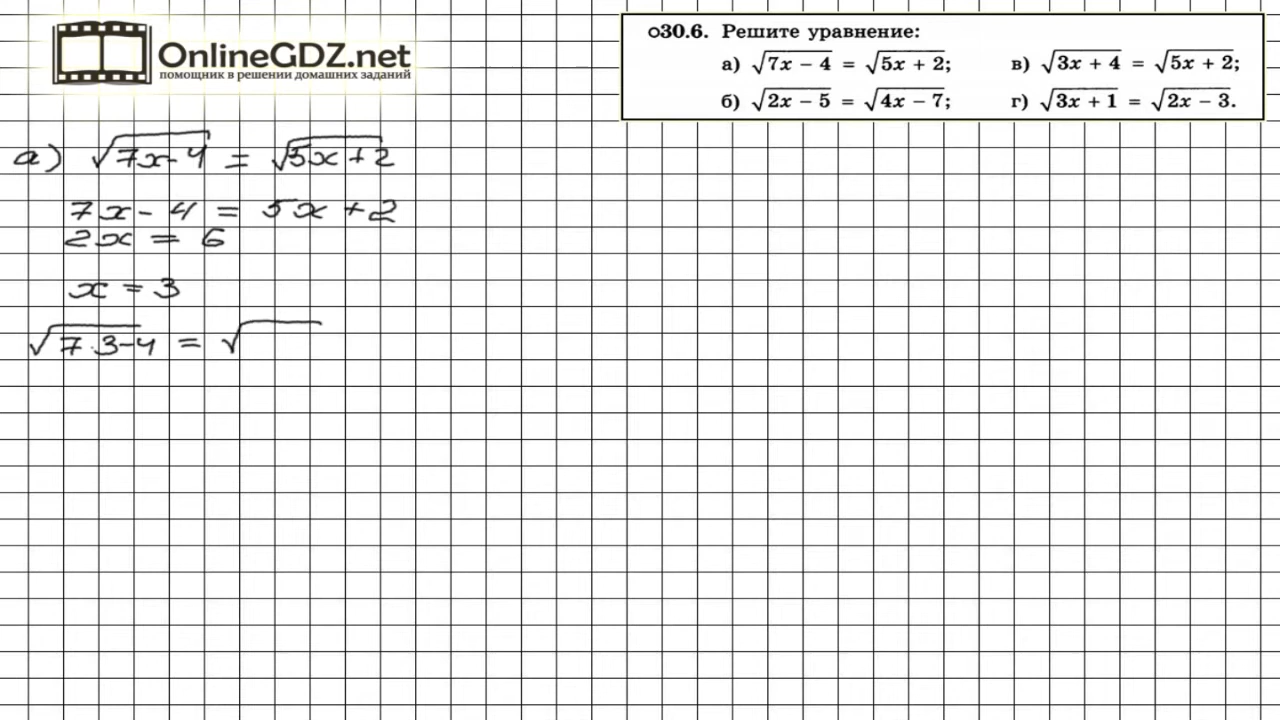 OnlineGDZ.net
помощник в решении домашних заданий
○30.6. Решите уравнение:
а) √7x − 4 = √5x + 2; в) √3x + 4 = √5x + 2;
б) √2x − 5 = √4x − 7; г) √3x + 1 = √2x − 3.
а) √7x-4 = √5x+2
7x - 4 = 5x + 2
2x = 6
x = 3
√7·3-4 = √